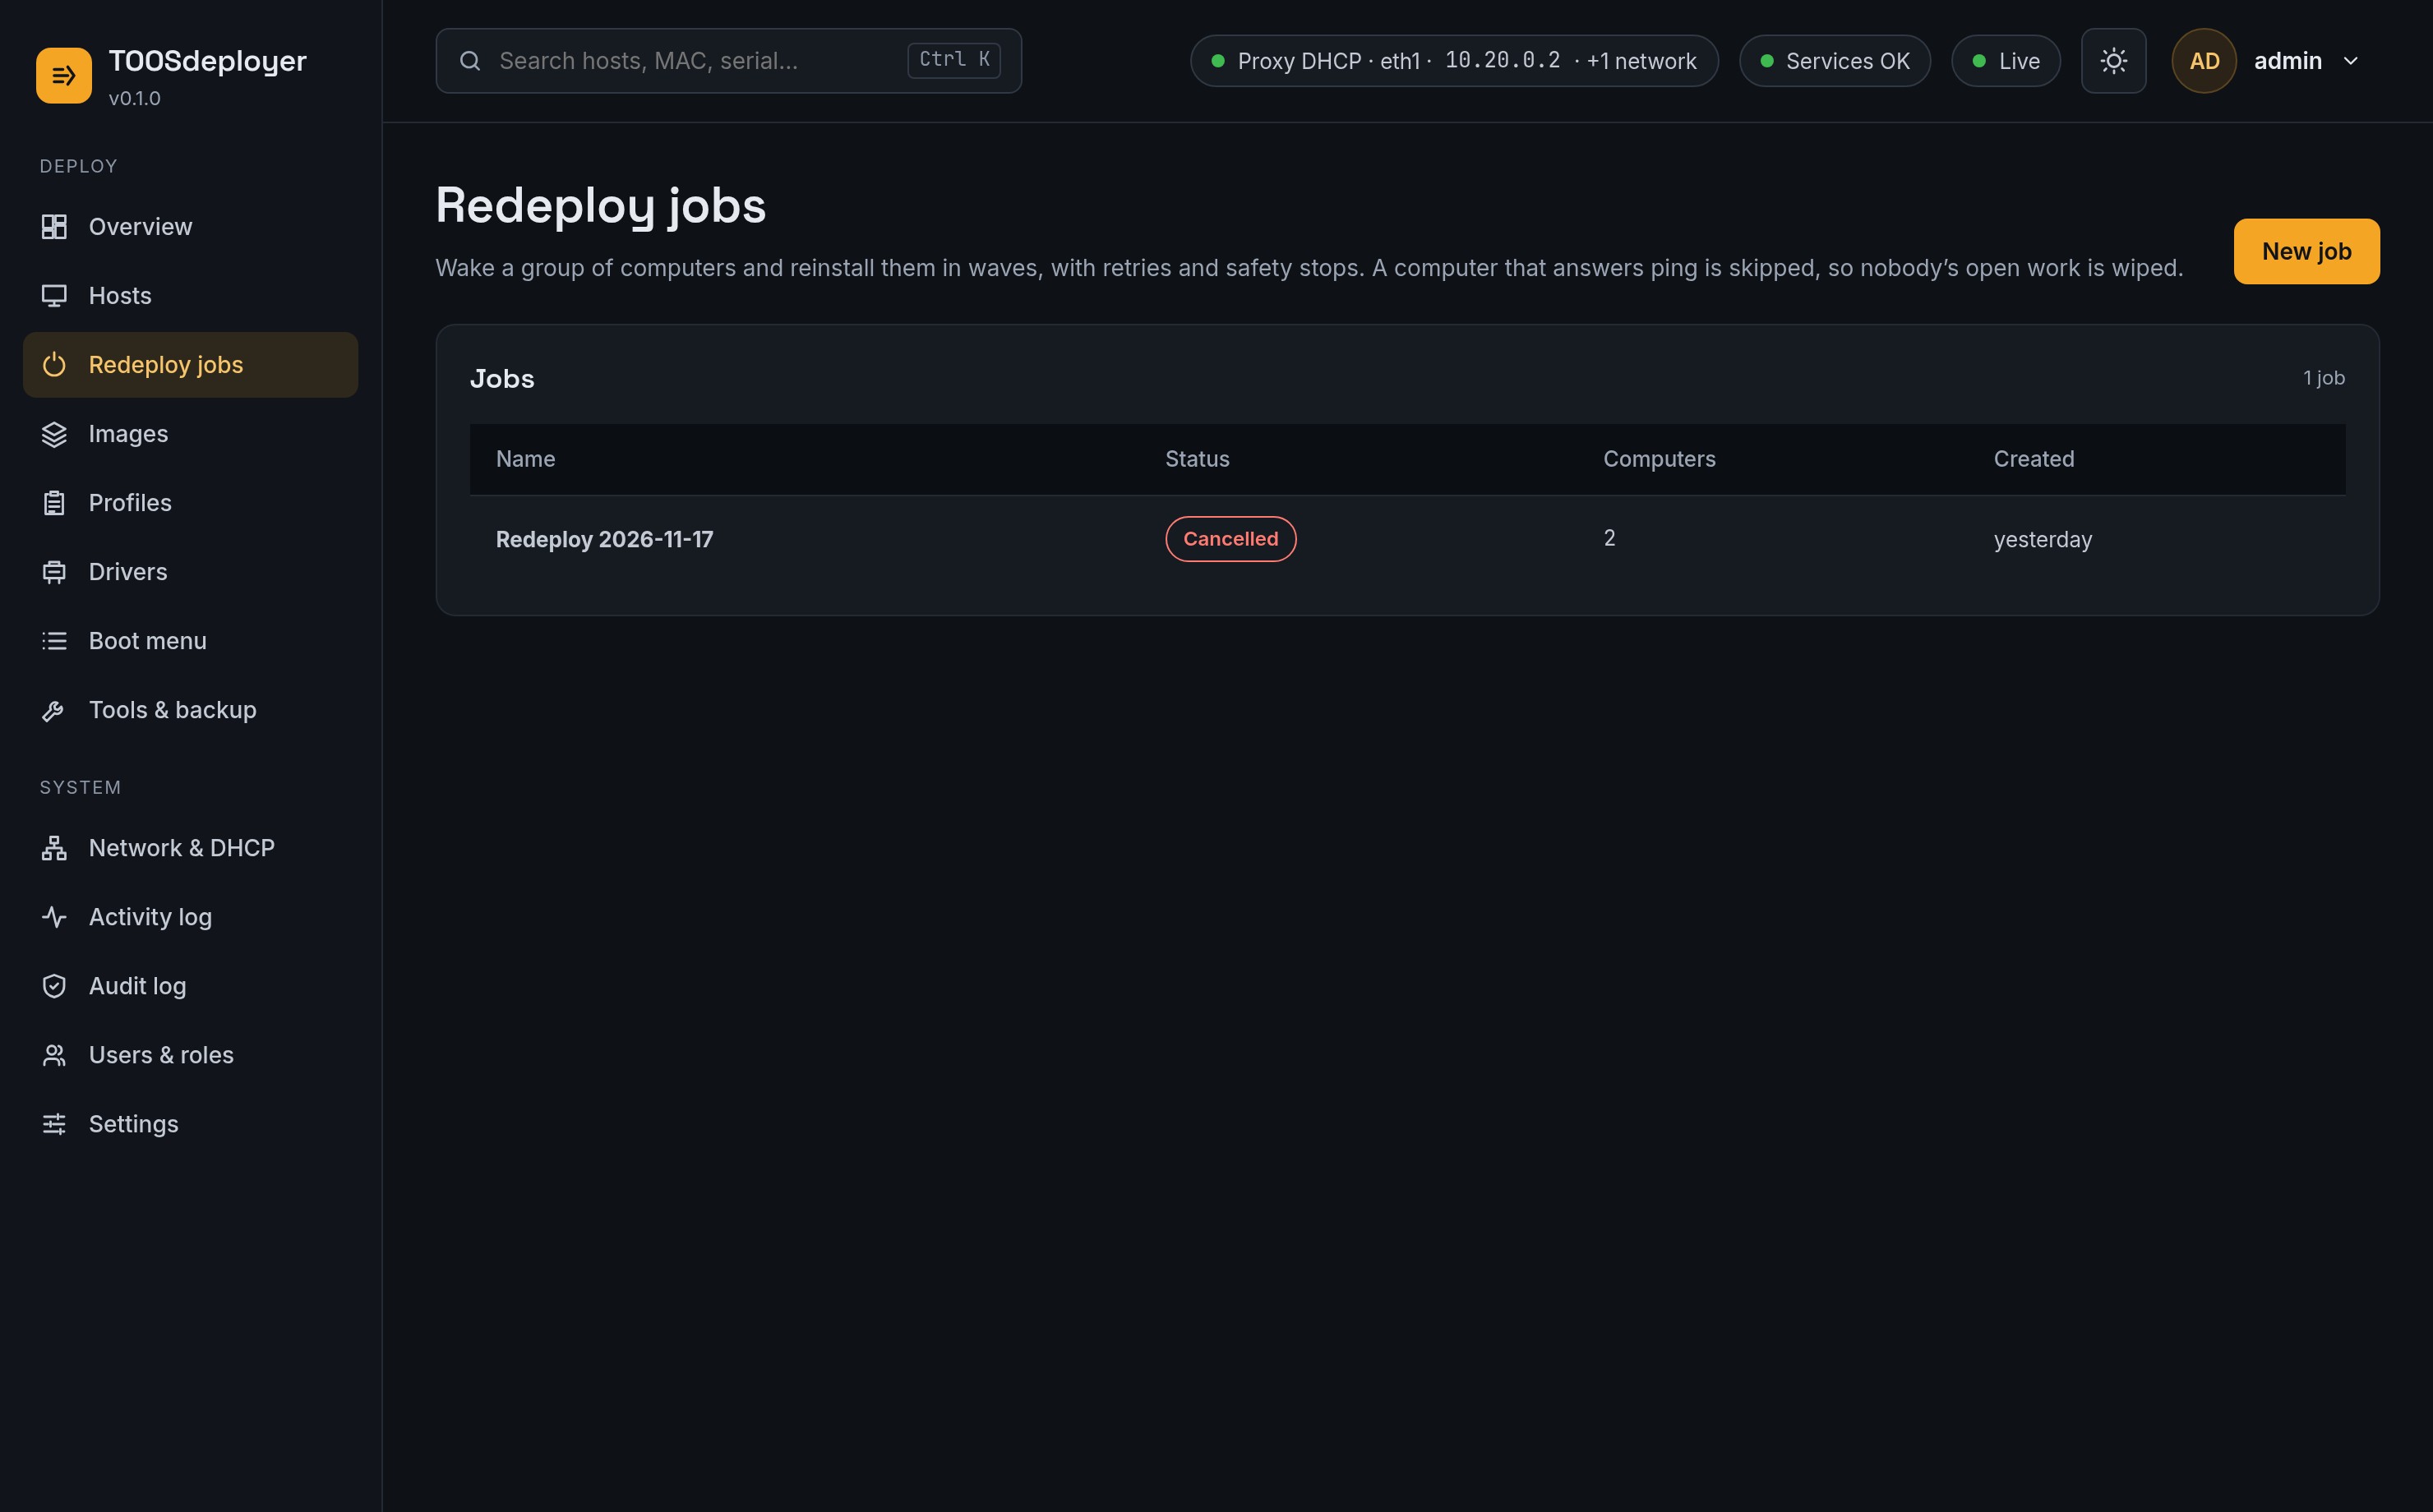 TOOSdeployer
v0.1.0
DEPLOY
Overview
Hosts
Redeploy jobs
Images
Profiles
Drivers
Boot menu
Tools & backup
SYSTEM
Network & DHCP
Activity log
Audit log
Users & roles
Settings
Search hosts, MAC, serial... Ctrl K
Proxy DHCP · eth1 · 10.20.0.2 · +1 network
Services OK
Live
AD admin
Redeploy jobs
Wake a group of computers and reinstall them in waves, with retries and safety stops. A computer that answers ping is skipped, so nobody’s open work is wiped.
New job
Jobs 1 job
Name Status Computers Created
Redeploy 2026-11-17 Cancelled 2 yesterday